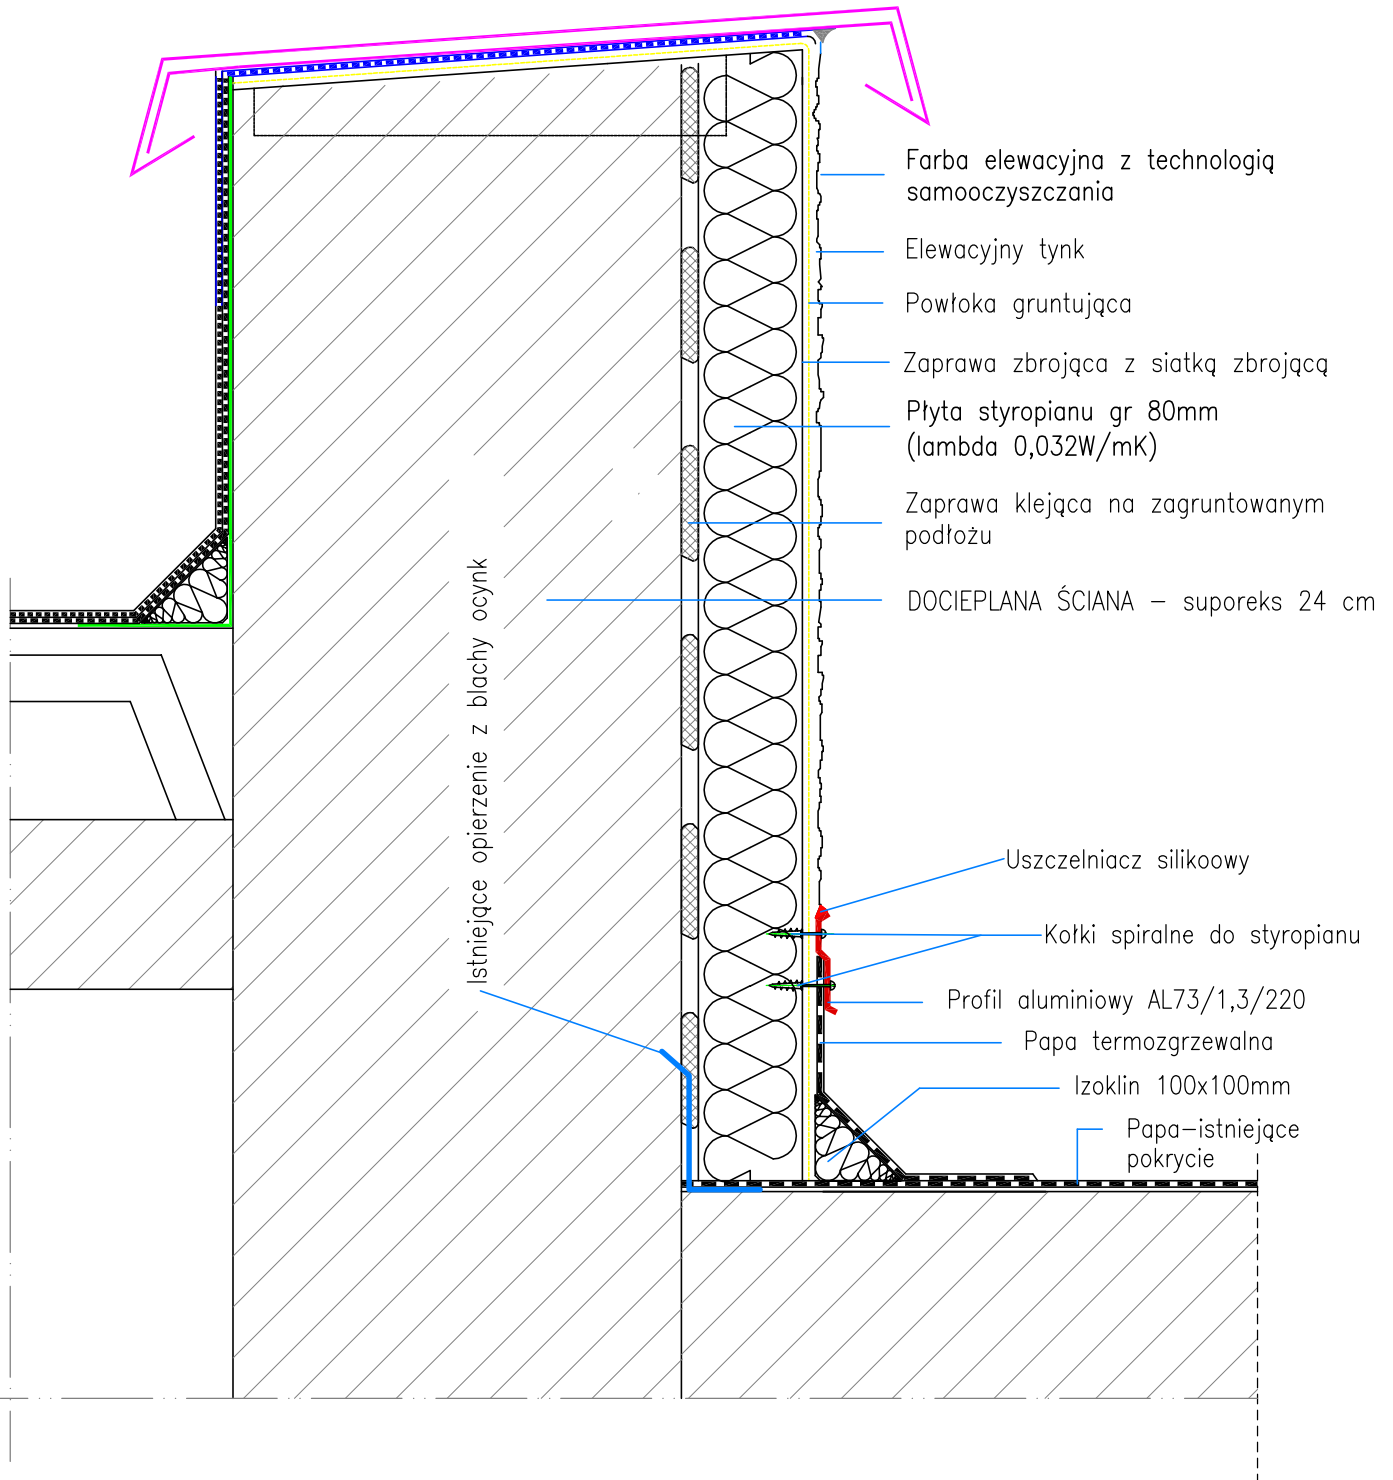 Farba elewacyjna z technologią
samooczyszczania
Elewacyjny tynk
Powłoka gruntująca
Zaprawa zbrojąca z siatką zbrojącą
Płyta styropianu gr 80mm
(lambda 0,032W/mK)
Zaprawa klejąca na zagruntowanym
podłożu
DOCIEPLANA ŚCIANA – suporeks 24 cm
Istniejące opierzenie z blachy ocynk
Uszczelniacz silikoowy
Kołki spiralne do styropianu
Profil aluminiowy AL73/1,3/220
Papa termozgrzewalna
Izoklin 100x100mm
Papa–istniejące
pokrycie